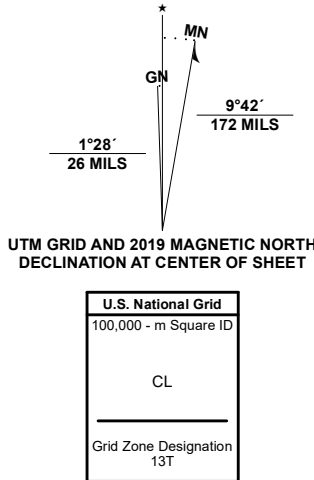 MN
GN
9°42´
172 MILS
1°28´
26 MILS
UTM GRID AND 2019 MAGNETIC NORTH
DECLINATION AT CENTER OF SHEET
U.S. National Grid
100,000 - m Square ID
CL
Grid Zone Designation
13T